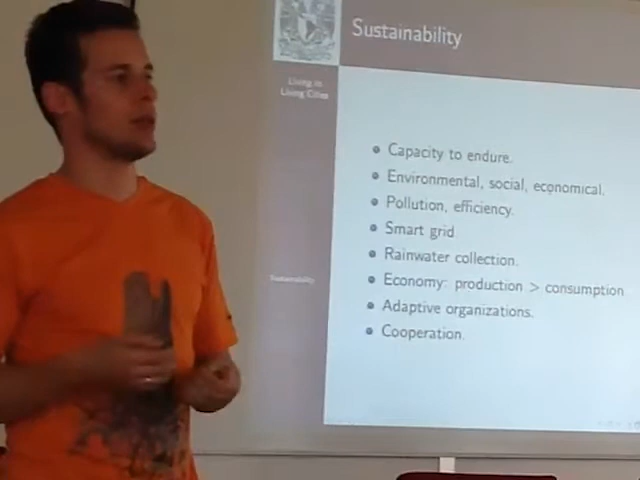 Sustainability
Living in
Living Cities
Capacity to endure.
Environmental, social, economical.
Pollution, efficiency.
Smart grid
Rainwater collection.
Economy: production > consumption
Sustainability
Adaptive organizations.
Cooperation.